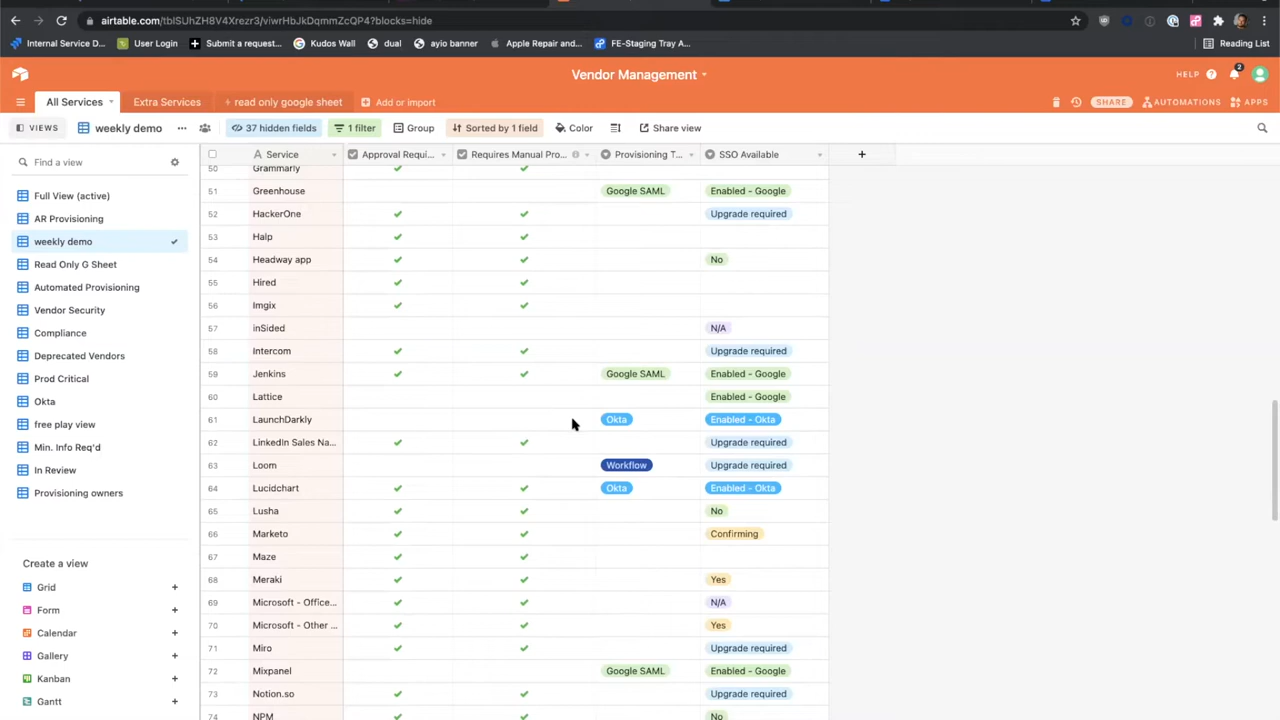 airtable.com/tblSUhZH8V4Xrezr3/viwrHbJkDqmmZcQP4?blocks=hide
Internal Service D... User Login Submit a request... Kudos Wall dual ayio banner Apple Repair and... FE-Staging Tray A... Reading List
Vendor Management HELP 2
All Services Extra Services + read only google sheet Add or import SHARE AUTOMATIONS APPS
VIEWS weekly demo 37 hidden fields 1 filter Group Sorted by 1 field Color Share view
Find a view
Full View (active)
AR Provisioning
weekly demo
Read Only G Sheet
Automated Provisioning
Vendor Security
Compliance
Deprecated Vendors
Prod Critical
Okta
free play view
Min. Info Req'd
In Review
Provisioning owners
Create a view
Grid
Form
Calendar
Gallery
Kanban
Gantt
Service Approval Requi... Requires Manual Pro... Provisioning T... SSO Available
50 Grammarly
51 Greenhouse Google SAML Enabled - Google
52 HackerOne Upgrade required
53 Halp
54 Headway app No
55 Hired
56 Imgix
57 inSided N/A
58 Intercom Upgrade required
59 Jenkins Google SAML Enabled - Google
60 Lattice Enabled - Google
61 LaunchDarkly Okta Enabled - Okta
62 LinkedIn Sales Na... Upgrade required
63 Loom Workflow Upgrade required
64 Lucidchart Okta Enabled - Okta
65 Lusha No
66 Marketo Confirming
67 Maze
68 Meraki Yes
69 Microsoft - Office... N/A
70 Microsoft - Other ... Yes
71 Miro Upgrade required
72 Mixpanel Google SAML Enabled - Google
73 Notion.so Upgrade required
74 NPM No